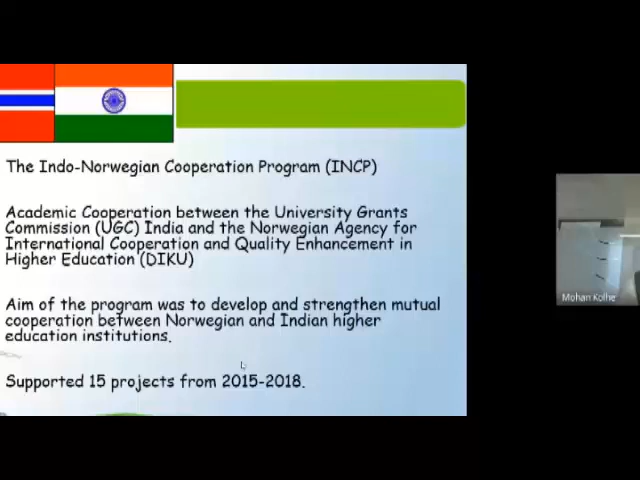 The Indo-Norwegian Cooperation Program (INCP)
Academic Cooperation between the University Grants
Commission (UGC) India and the Norwegian Agency for
International Cooperation and Quality Enhancement in
Higher Education (DIKU)
Aim of the program was to develop and strengthen mutual
cooperation between Norwegian and Indian higher
education institutions.
Supported 15 projects from 2015-2018.
Mohan Kolhe